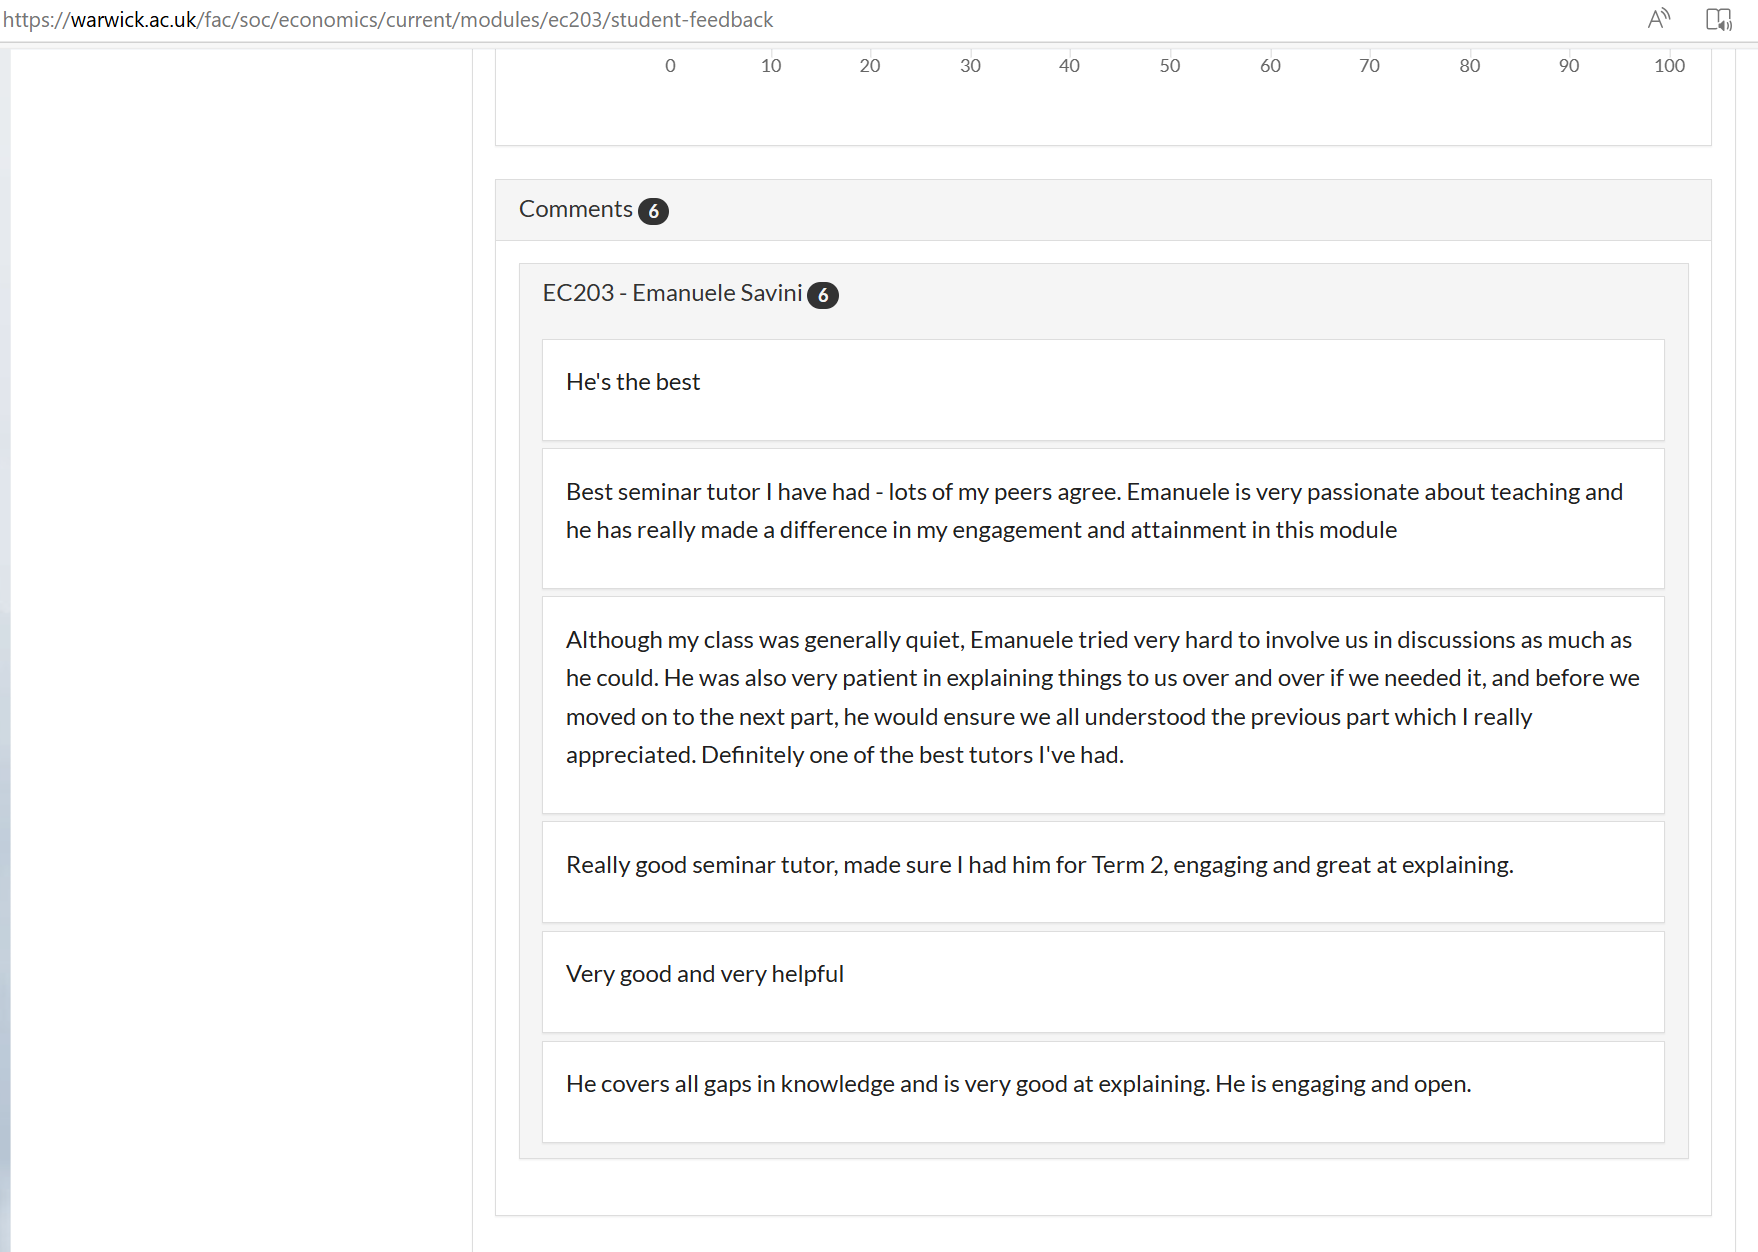 https://warwick.ac.uk/fac/soc/economics/current/modules/ec203/student-feedback
0 10 20 30 40 50 60 70 80 90 100
Comments 6
EC203 - Emanuele Savini 6
He's the best
Best seminar tutor I have had - lots of my peers agree. Emanuele is very passionate about teaching and
he has really made a difference in my engagement and attainment in this module
Although my class was generally quiet, Emanuele tried very hard to involve us in discussions as much as
he could. He was also very patient in explaining things to us over and over if we needed it, and before we
moved on to the next part, he would ensure we all understood the previous part which I really
appreciated. Definitely one of the best tutors I've had.
Really good seminar tutor, made sure I had him for Term 2, engaging and great at explaining.
Very good and very helpful
He covers all gaps in knowledge and is very good at explaining. He is engaging and open.